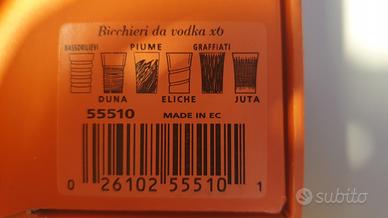 Bicchieri da vodka x6
BASSORILIEVI PIUME GRAFFIATI
DUNA ELICHE JUTA
55510 MADE IN EC
0 26102 55510 1
subito